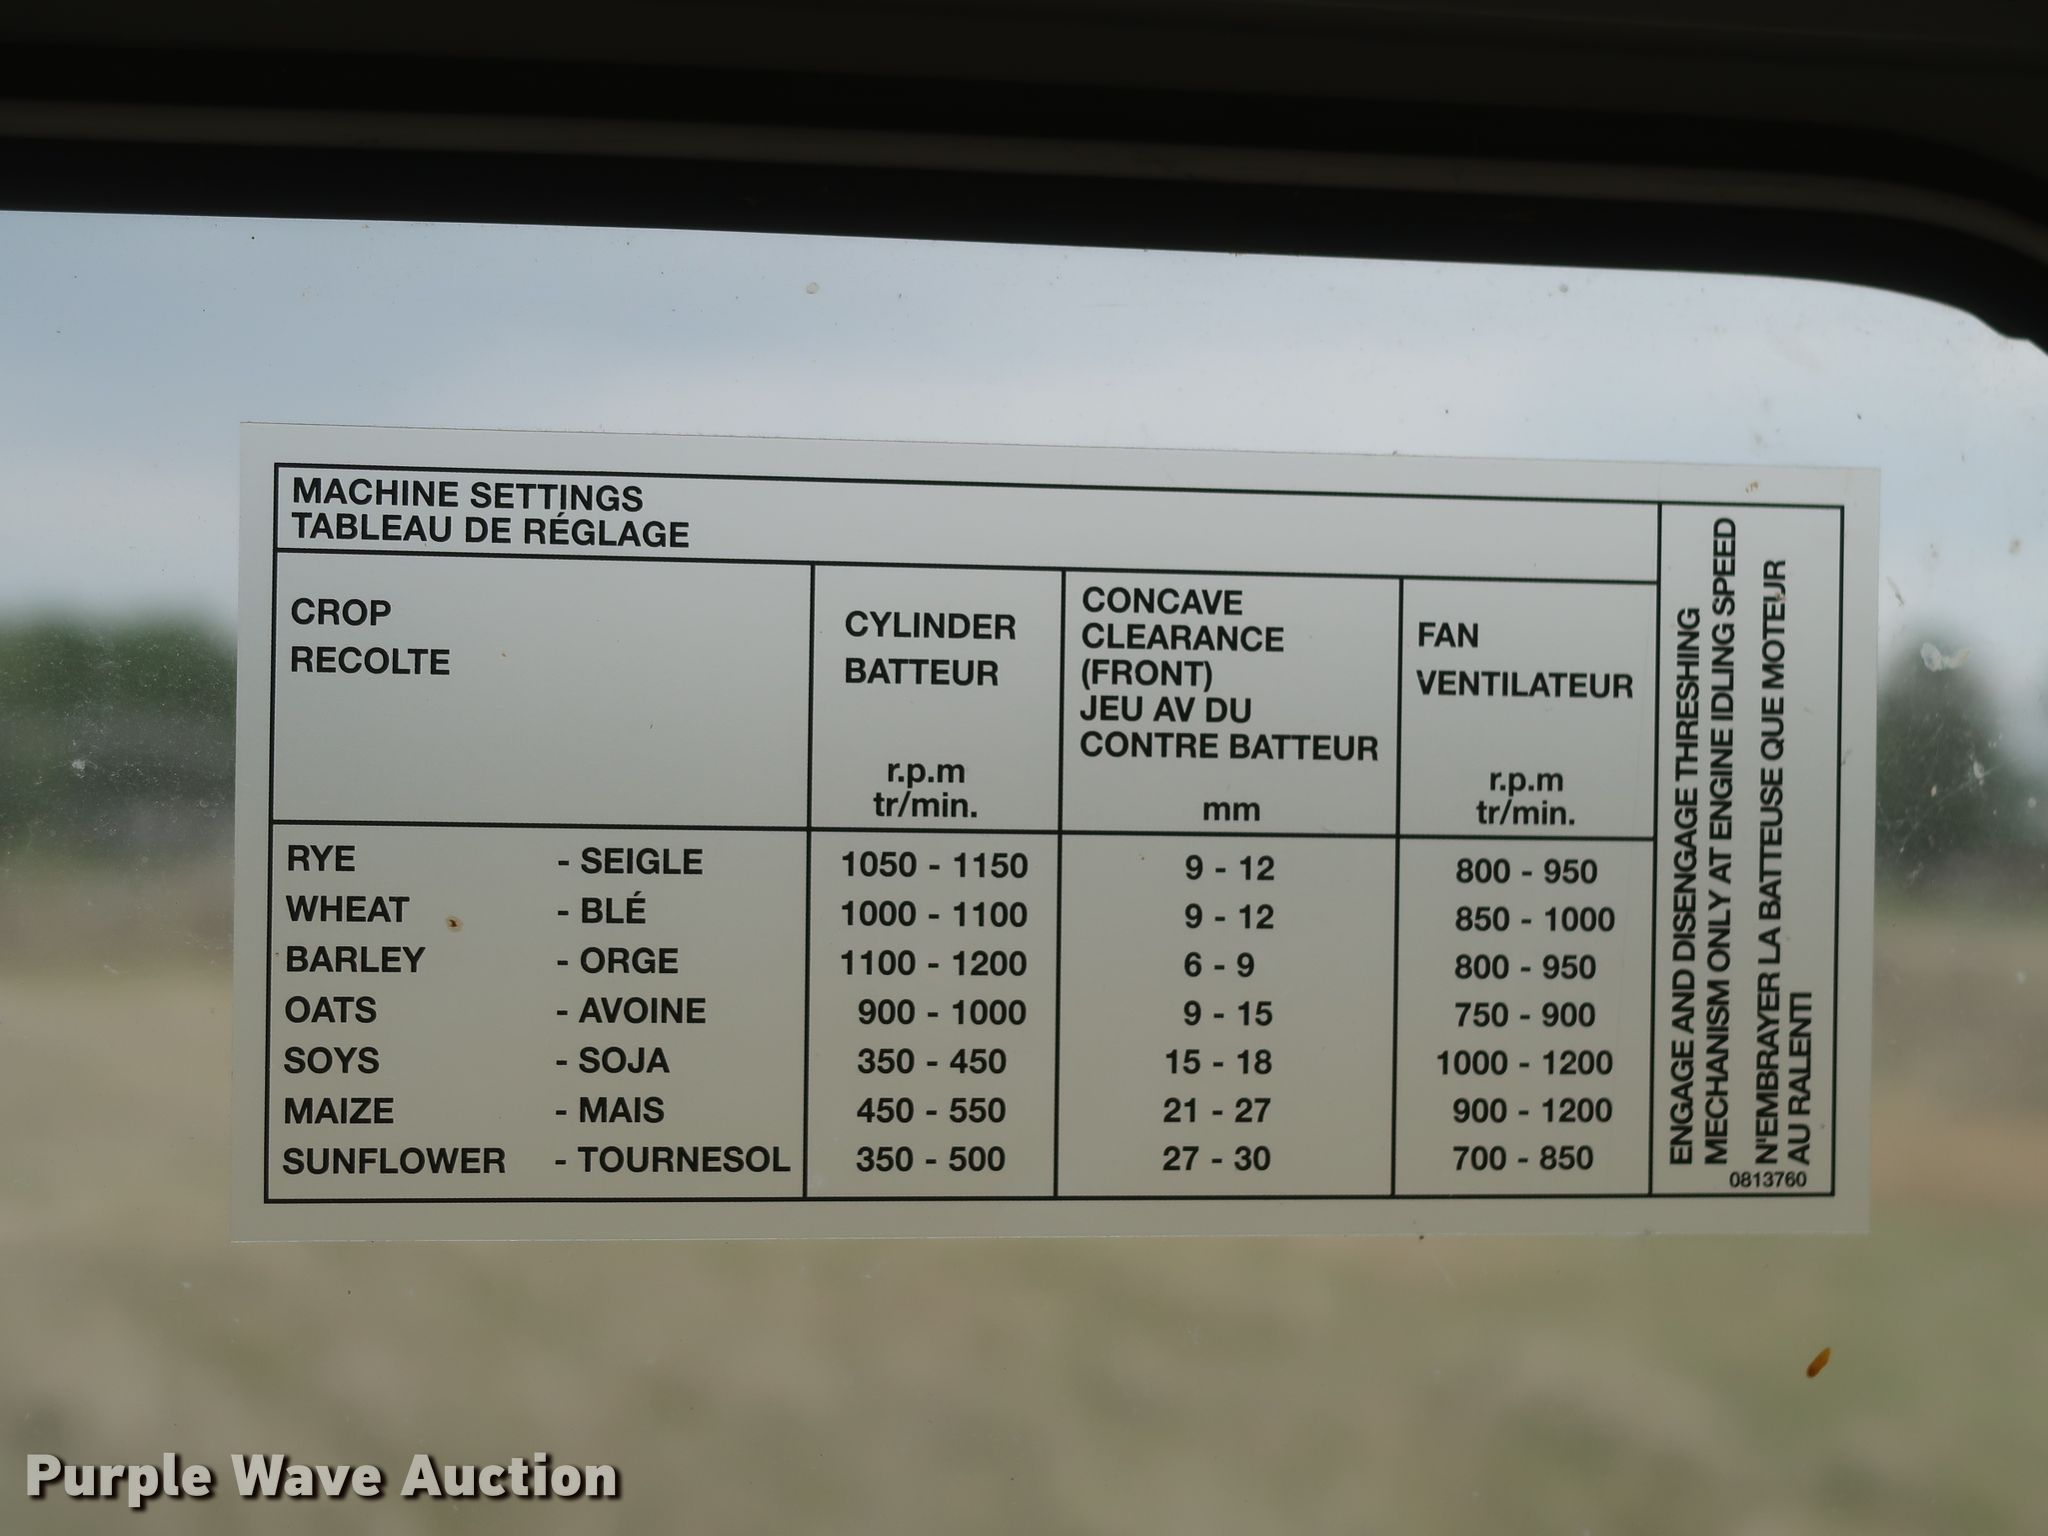 MACHINE SETTINGS
TABLEAU DE RÉGLAGE
CROP
RECOLTE
CYLINDER
BATTEUR
r.p.m
tr/min.
CONCAVE
CLEARANCE
(FRONT)
JEU AV DU
CONTRE BATTEUR
mm
FAN
VENTILATEUR
r.p.m
tr/min.
RYE - SEIGLE 1050 - 1150 9 - 12 800 - 950
WHEAT - BLÉ 1000 - 1100 9 - 12 850 - 1000
BARLEY - ORGE 1100 - 1200 6 - 9 800 - 950
OATS - AVOINE 900 - 1000 9 - 15 750 - 900
SOYS - SOJA 350 - 450 15 - 18 1000 - 1200
MAIZE - MAIS 450 - 550 21 - 27 900 - 1200
SUNFLOWER - TOURNESOL 350 - 500 27 - 30 700 - 850
ENGAGE AND DISENGAGE THRESHING
MECHANISM ONLY AT ENGINE IDLING SPEED
N'EMBRAYER LA BATTEUSE QUE MOTEUR
AU RALENTI
0813760
Purple Wave Auction